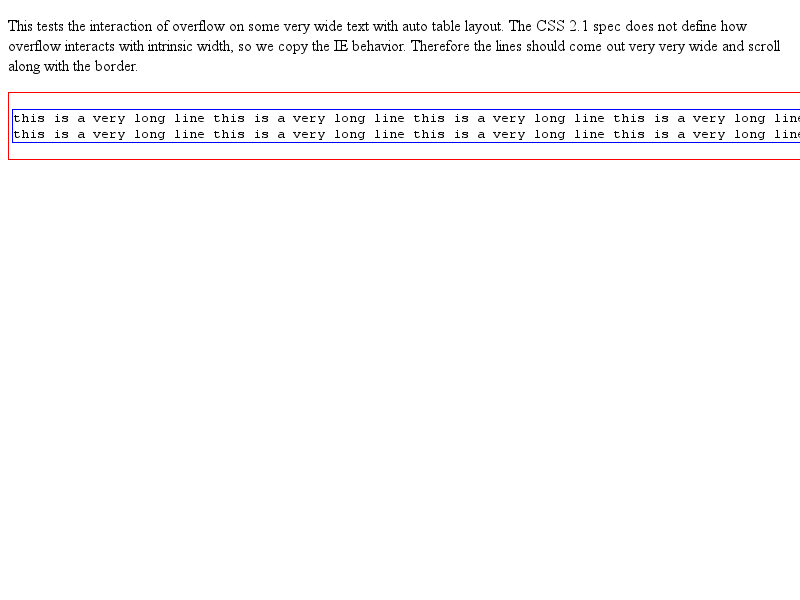 This tests the interaction of overflow on some very wide text with auto table layout. The CSS 2.1 spec does not define how
overflow interacts with intrinsic width, so we copy the IE behavior. Therefore the lines should come out very very wide and scroll
along with the border.
this is a very long line this is a very long line this is a very long line this is a very long line
this is a very long line this is a very long line this is a very long line this is a very long line